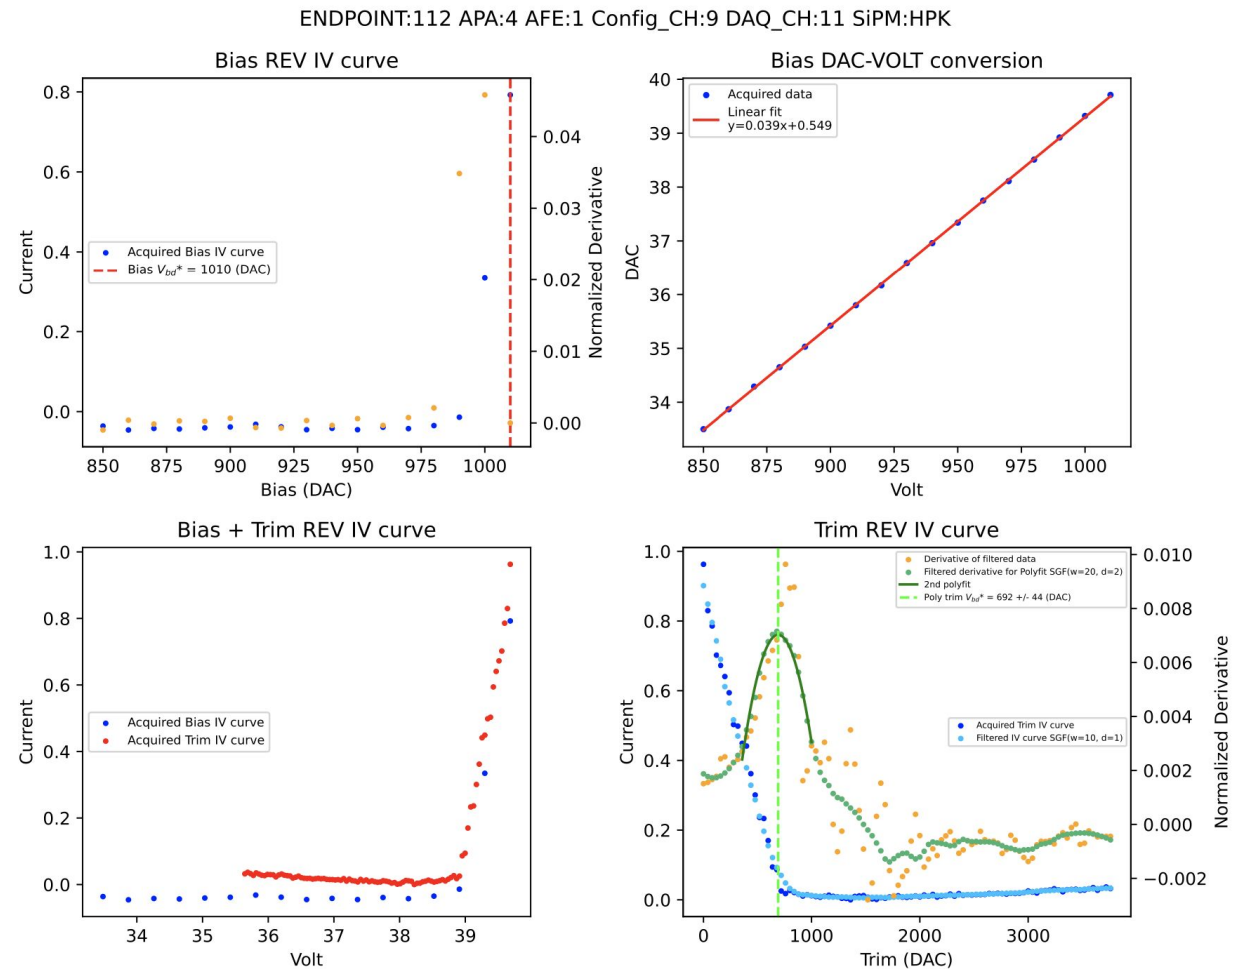 ENDPOINT:112 APA:4 AFE:1 Config_CH:9 DAQ_CH:11 SiPM:HPK
Bias REV IV curve
0.8
0.6
0.4
0.2
0.0
Current
Acquired Bias IV curve
Bias Vbd* = 1010 (DAC)
0.04
0.03
0.02
0.01
0.00
Normalized Derivative
850 875 900 925 950 975 1000
Bias (DAC)
Bias DAC-VOLT conversion
40
39
38
37
36
35
34
DAC
Acquired data
Linear fit
y=0.039x+0.549
850 875 900 925 950 975 1000
Volt
Bias + Trim REV IV curve
1.0
0.8
0.6
0.4
0.2
0.0
Current
Acquired Bias IV curve
Acquired Trim IV curve
34 35 36 37 38 39
Volt
Trim REV IV curve
1.0
0.8
0.6
0.4
0.2
0.0
Current
Derivative of filtered data
Filtered derivative for Polyfit SGF(w=20, d=2)
2nd polyfit
Poly trim Vbd* = 692 +/- 44 (DAC)
Acquired Trim IV curve
Filtered IV curve SGF(w=10, d=1)
0.010
0.008
0.006
0.004
0.002
0.000
−0.002
Normalized Derivative
0 1000 2000 3000
Trim (DAC)